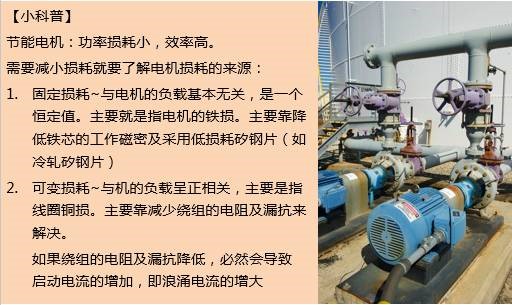 【小科普】
节能电机：功率损耗小，效率高。
需要减小损耗就要了解电机损耗的来源：
1. 固定损耗~与电机的负载基本无关，是一个
恒定值。主要就是指电机的铁损。主要靠降
低铁芯的工作磁密及采用低损耗矽钢片（如
冷轧矽钢片）
2. 可变损耗~与机的负载呈正相关，主要是指
线圈铜损。主要靠减少绕组的电阻及漏抗来
解决。
如果绕组的电阻及漏抗降低，必然会导致
启动电流的增加，即浪涌电流的增大